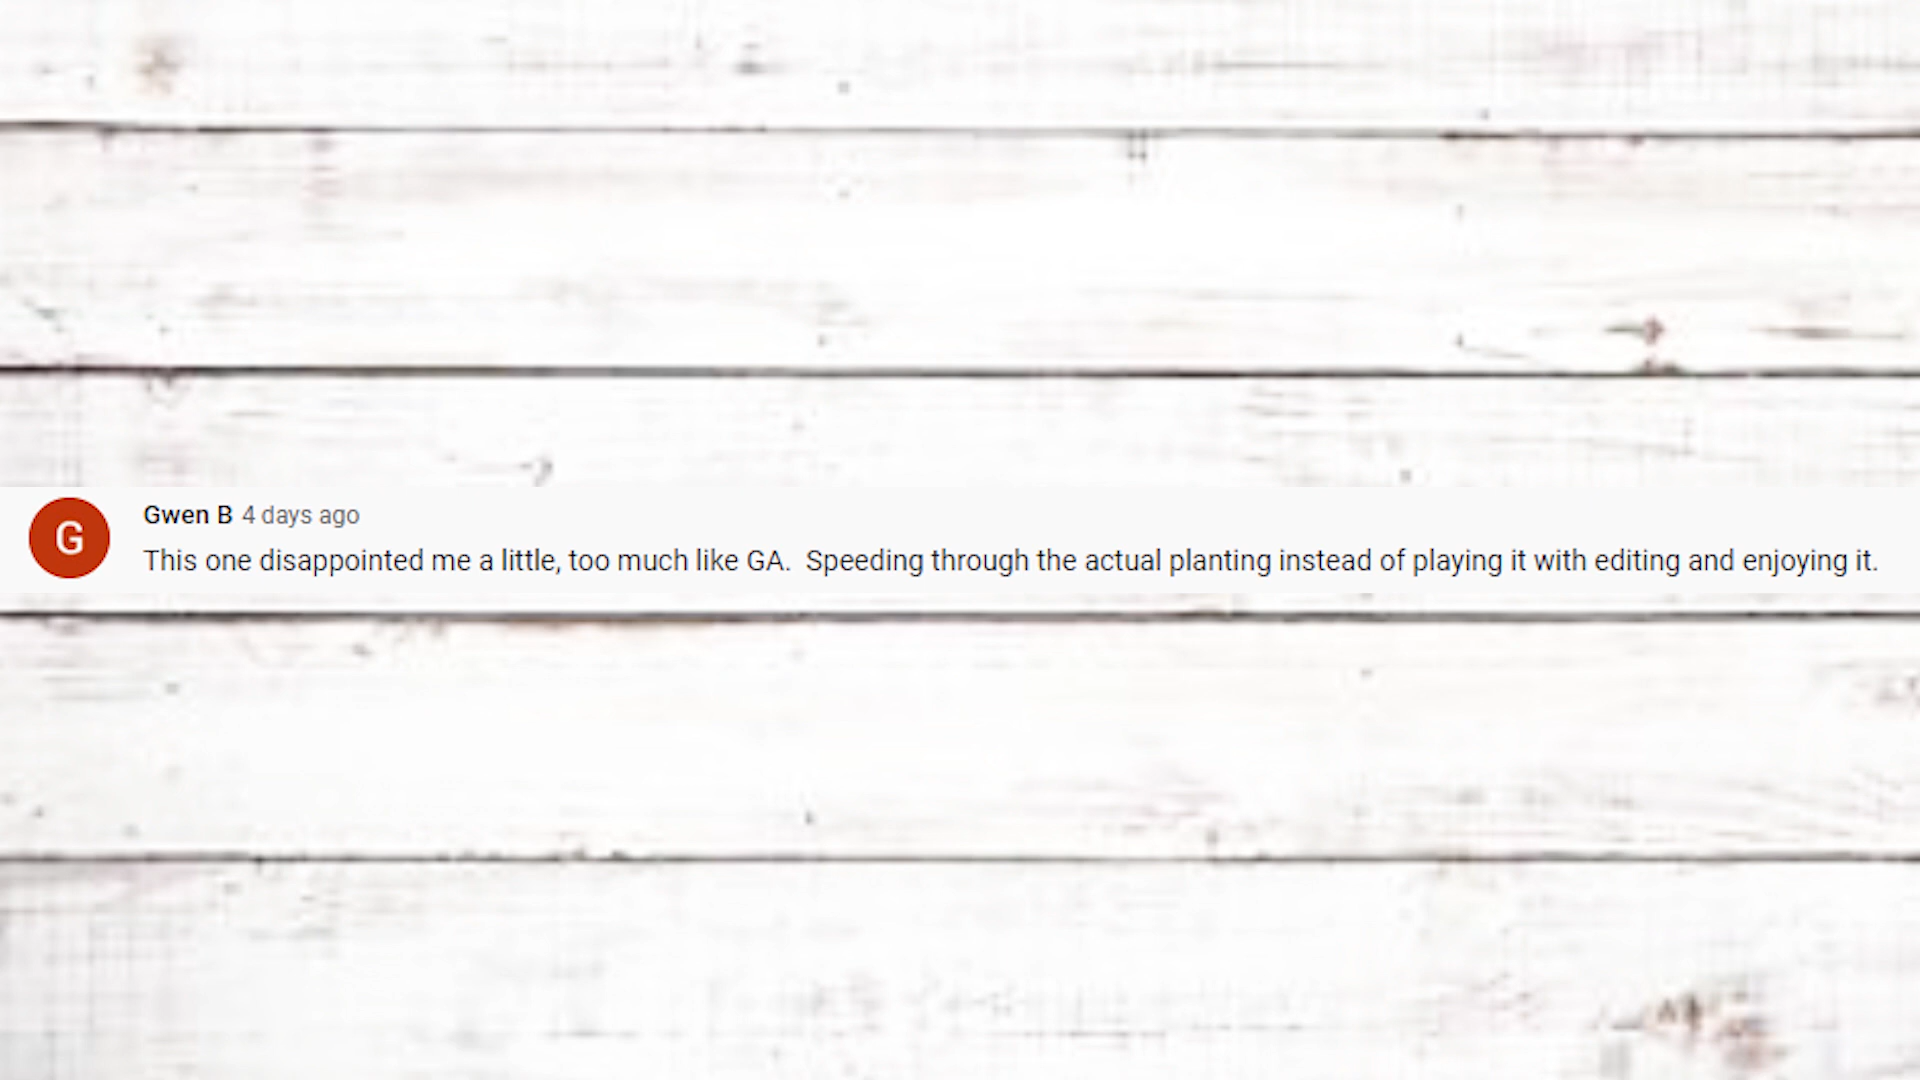 G
Gwen B 4 days ago
This one disappointed me a little, too much like GA.  Speeding through the actual planting instead of playing it with editing and enjoying it.